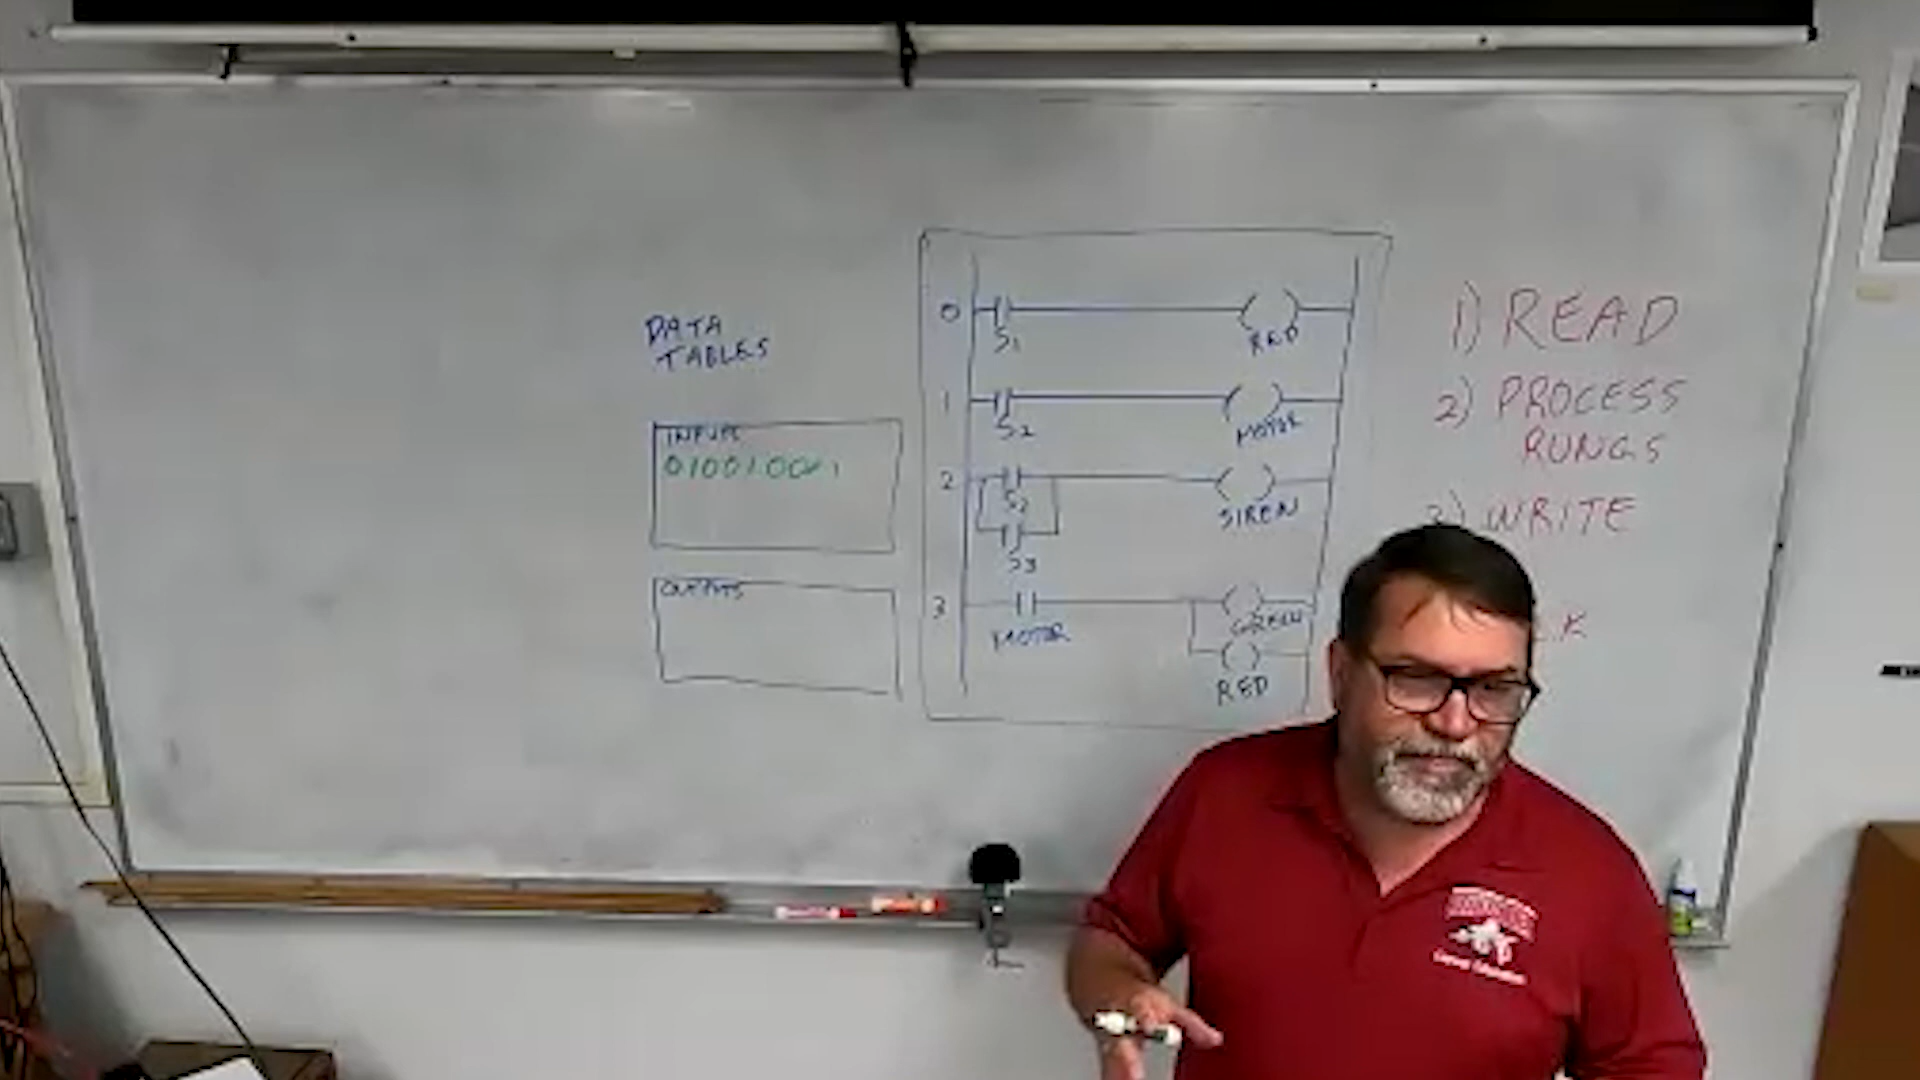 DATA
TABLES
INPUTS
OUTPUTS
0
S1
RED
1
S2
MOTOR
2
S2
S3
SIREN
3
MOTOR
GREEN
RED
1) READ
2) PROCESS
RUNGS
3) WRITE